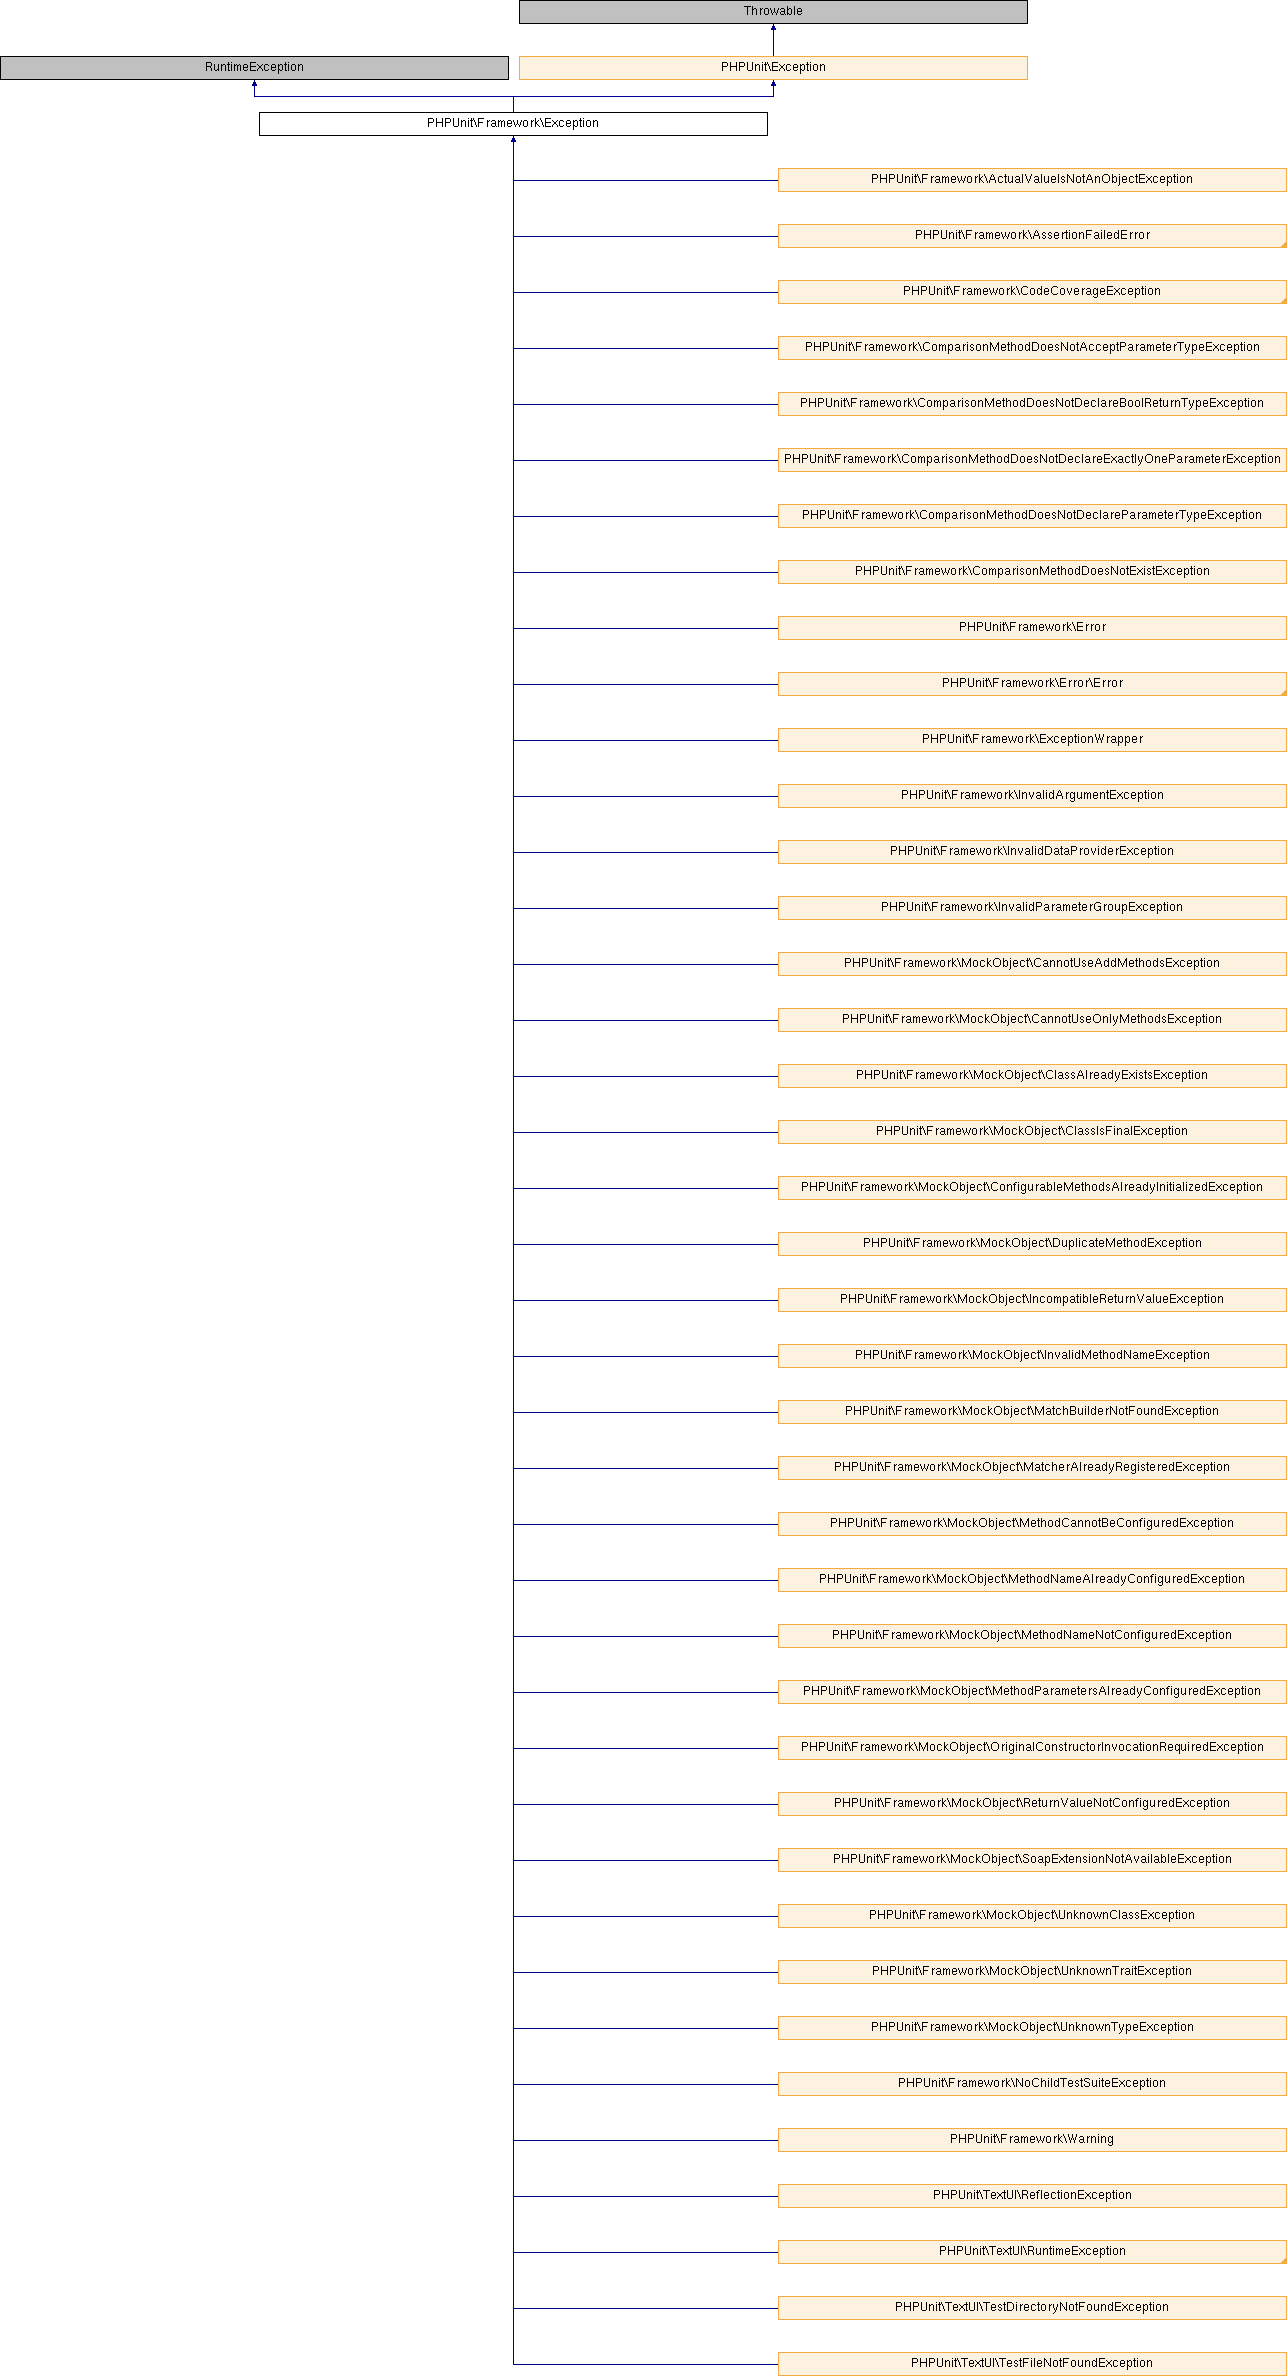 Throwable
RuntimeException
PHPUnit\Exception
PHPUnit\Framework\Exception
PHPUnit\Framework\ActualValueIsNotAnObjectException
PHPUnit\Framework\AssertionFailedError
PHPUnit\Framework\CodeCoverageException
PHPUnit\Framework\ComparisonMethodDoesNotAcceptParameterTypeException
PHPUnit\Framework\ComparisonMethodDoesNotDeclareBoolReturnTypeException
PHPUnit\Framework\ComparisonMethodDoesNotDeclareExactlyOneParameterException
PHPUnit\Framework\ComparisonMethodDoesNotDeclareParameterTypeException
PHPUnit\Framework\ComparisonMethodDoesNotExistException
PHPUnit\Framework\Error
PHPUnit\Framework\Error\Error
PHPUnit\Framework\ExceptionWrapper
PHPUnit\Framework\InvalidArgumentException
PHPUnit\Framework\InvalidDataProviderException
PHPUnit\Framework\InvalidParameterGroupException
PHPUnit\Framework\MockObject\CannotUseAddMethodsException
PHPUnit\Framework\MockObject\CannotUseOnlyMethodsException
PHPUnit\Framework\MockObject\ClassAlreadyExistsException
PHPUnit\Framework\MockObject\ClassIsFinalException
PHPUnit\Framework\MockObject\ConfigurableMethodsAlreadyInitializedException
PHPUnit\Framework\MockObject\DuplicateMethodException
PHPUnit\Framework\MockObject\IncompatibleReturnValueException
PHPUnit\Framework\MockObject\InvalidMethodNameException
PHPUnit\Framework\MockObject\MatchBuilderNotFoundException
PHPUnit\Framework\MockObject\MatcherAlreadyRegisteredException
PHPUnit\Framework\MockObject\MethodCannotBeConfiguredException
PHPUnit\Framework\MockObject\MethodNameAlreadyConfiguredException
PHPUnit\Framework\MockObject\MethodNameNotConfiguredException
PHPUnit\Framework\MockObject\MethodParametersAlreadyConfiguredException
PHPUnit\Framework\MockObject\OriginalConstructorInvocationRequiredException
PHPUnit\Framework\MockObject\ReturnValueNotConfiguredException
PHPUnit\Framework\MockObject\SoapExtensionNotAvailableException
PHPUnit\Framework\MockObject\UnknownClassException
PHPUnit\Framework\MockObject\UnknownTraitException
PHPUnit\Framework\MockObject\UnknownTypeException
PHPUnit\Framework\NoChildTestSuiteException
PHPUnit\Framework\Warning
PHPUnit\TextUI\ReflectionException
PHPUnit\TextUI\RuntimeException
PHPUnit\TextUI\TestDirectoryNotFoundException
PHPUnit\TextUI\TestFileNotFoundException